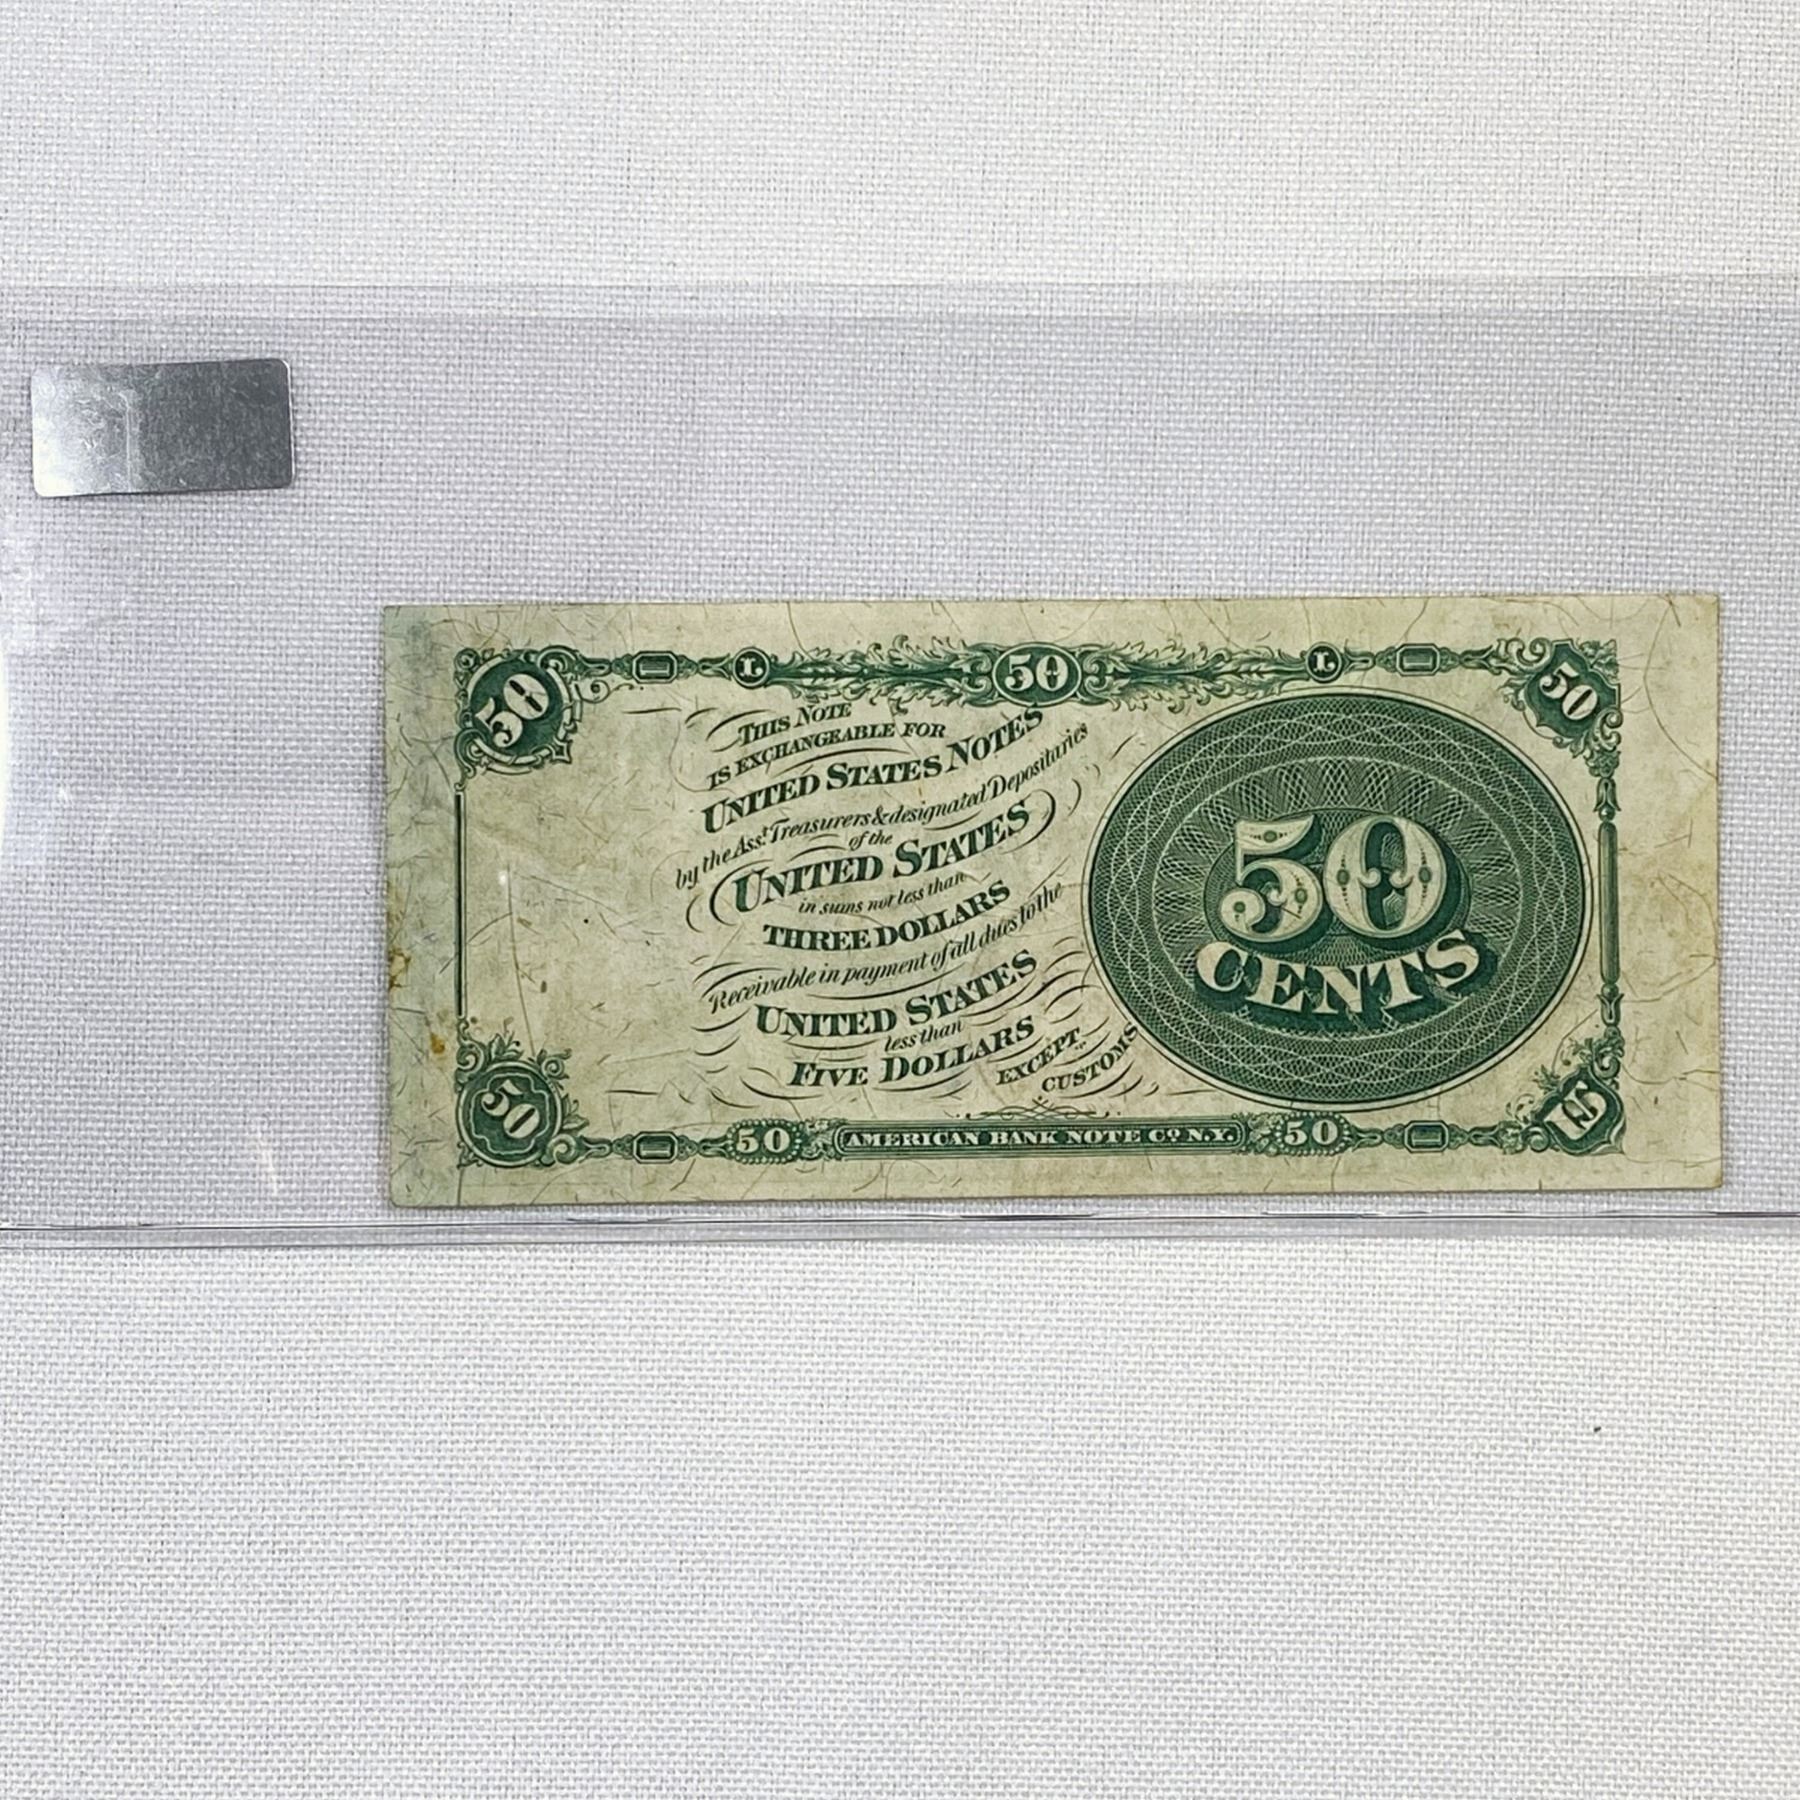 50 L. 50 L. 50
THIS NOTE
IS EXCHANGEABLE FOR
UNITED STATES NOTES
by the Asst. Treasurers & designated Depositaries
of the
UNITED STATES
in sums not less than
THREE DOLLARS
Receivable in payment of all dues to the
UNITED STATES
less than
FIVE DOLLARS
EXCEPT
CUSTOMS
50
CENTS
50 50 AMERICAN BANK NOTE CO N.Y. 50